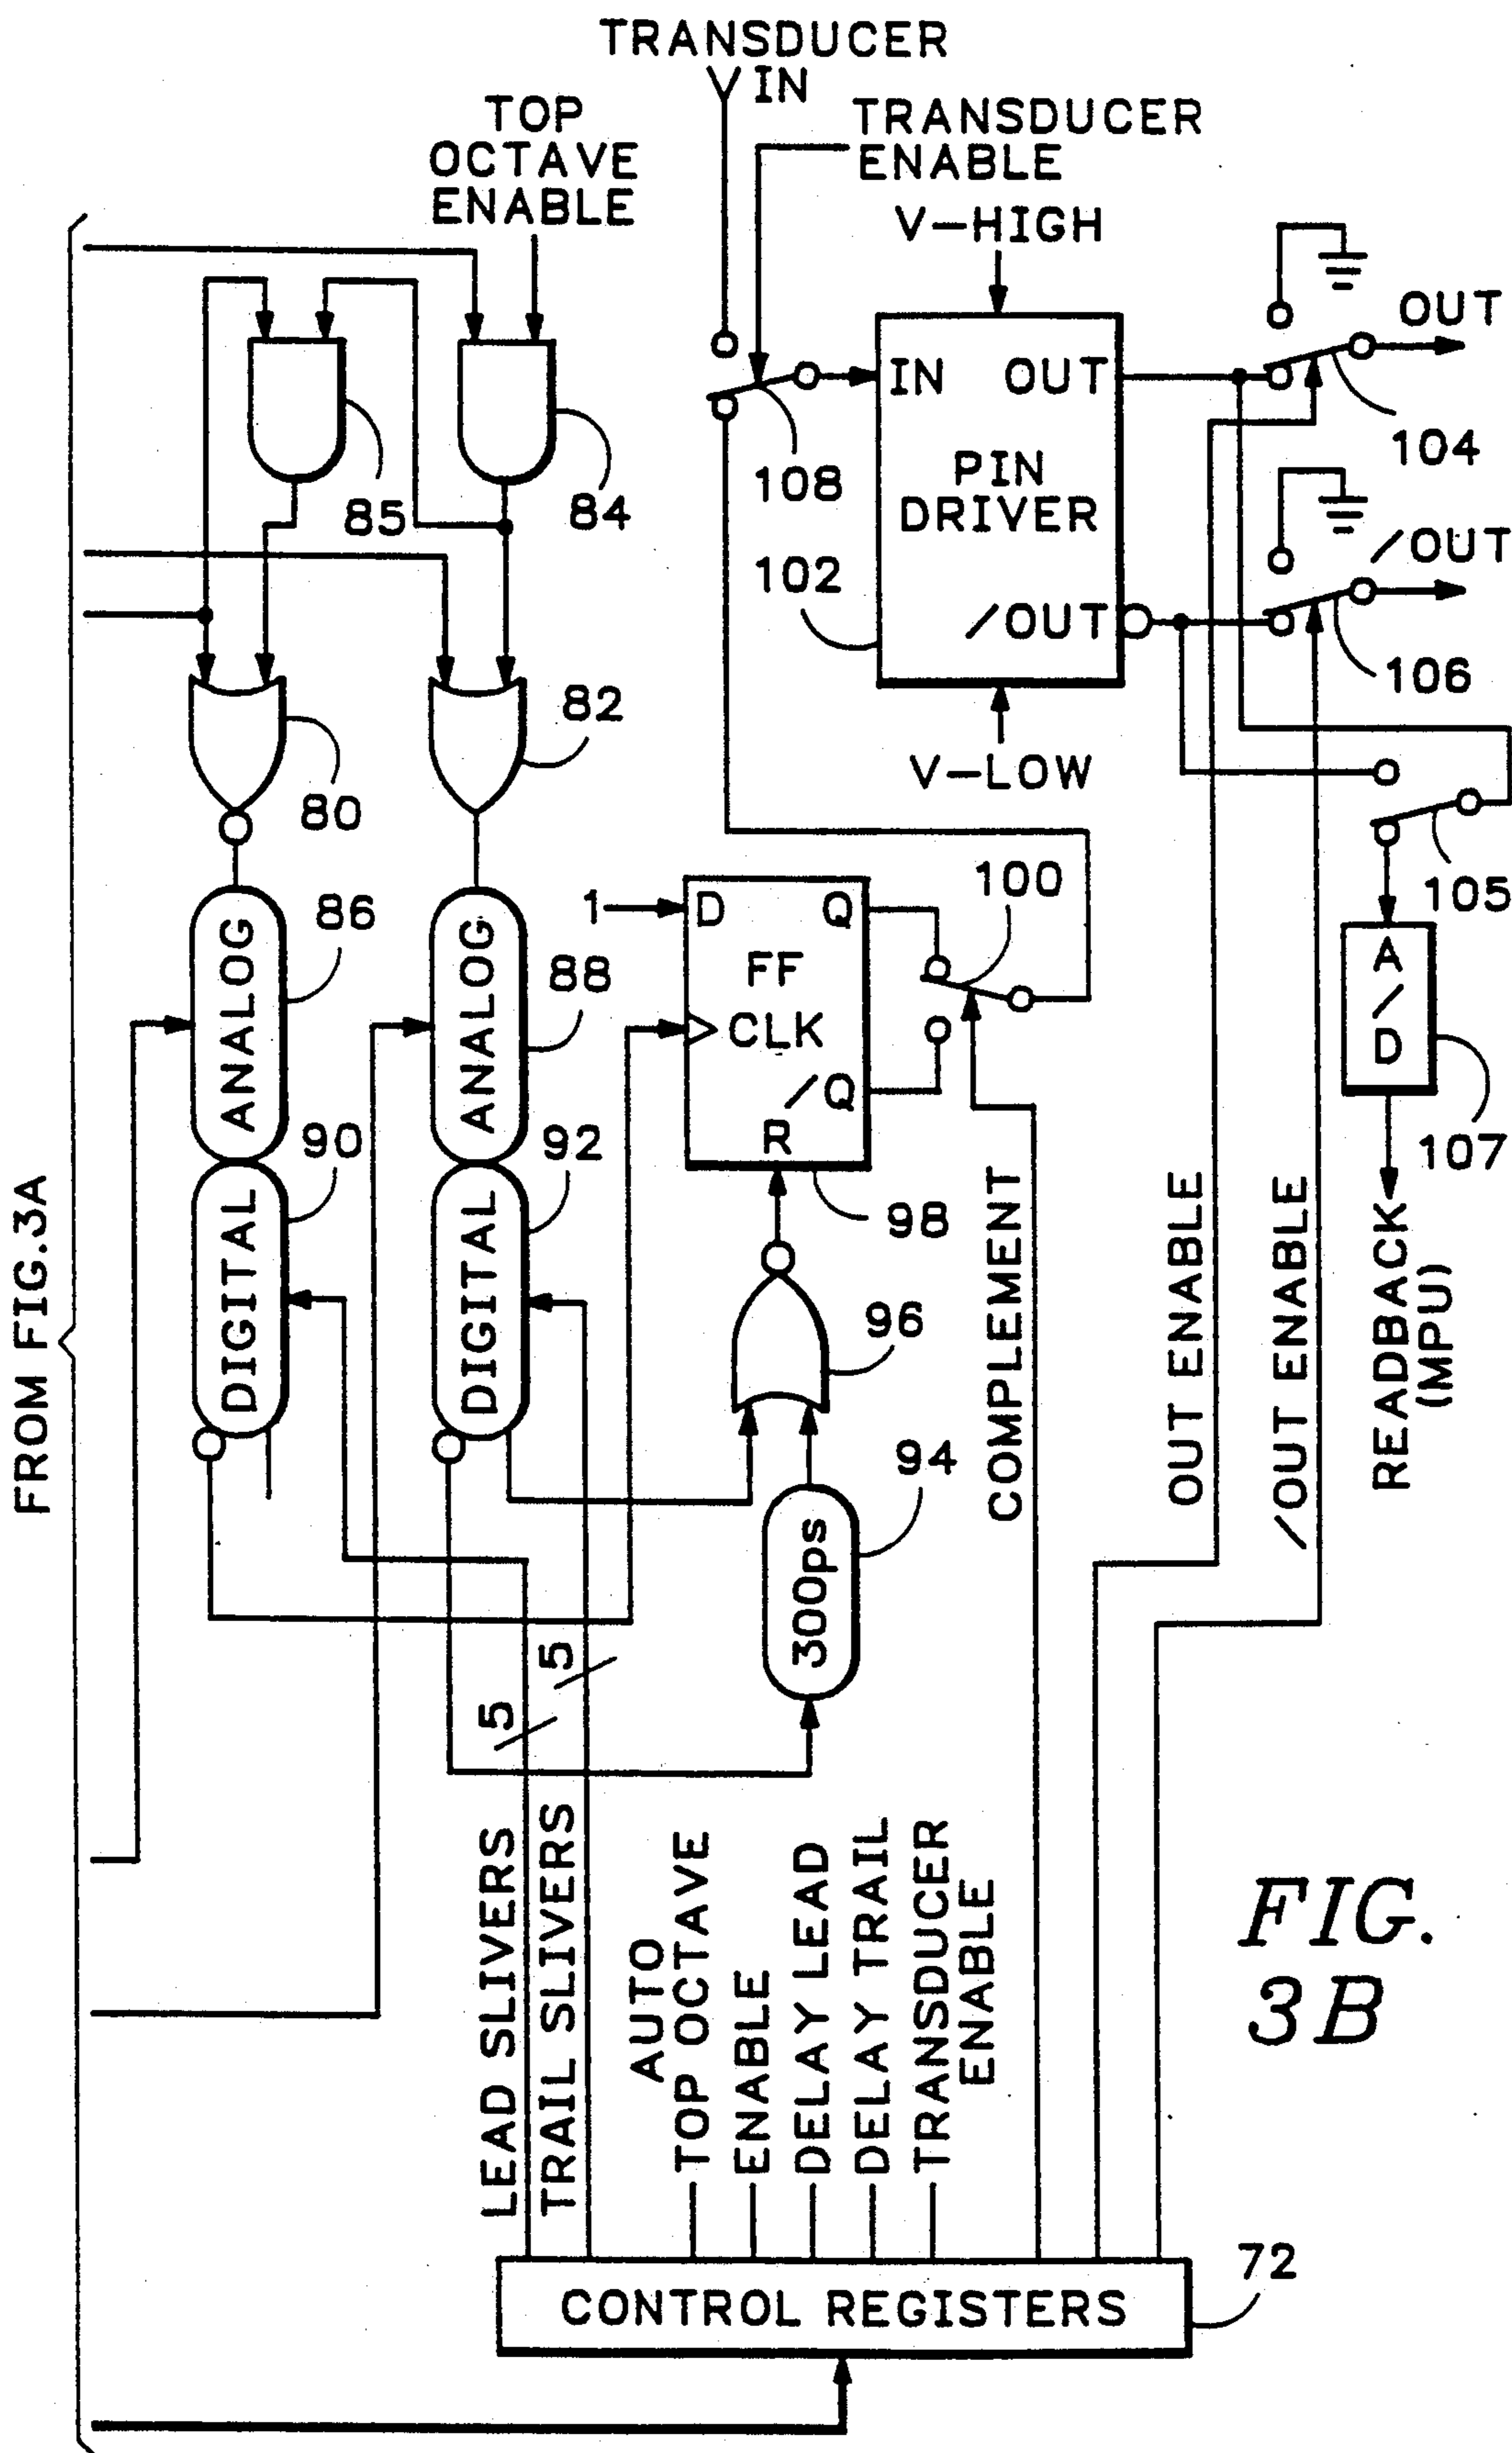 TRANSDUCER
V IN
TOP
OCTAVE
ENABLE
TRANSDUCER
ENABLE
V-HIGH
OUT
IN OUT
PIN
DRIVER
/OUT
/OUT
108
104
85
84
102
106
82
80
V-LOW
100
105
86
88
ANALOG
ANALOG
1
D Q
FF
CLK
/Q
R
A/D
107
90
92
98
DIGITAL
DIGITAL
96
94
300ps
FROM FIG.3A
COMPLEMENT
OUT ENABLE
/OUT ENABLE
READBACK
(MPU)
5
5
LEAD SLIVERS
TRAIL SLIVERS
AUTO
TOP OCTAVE
ENABLE
DELAY LEAD
DELAY TRAIL
TRANSDUCER
ENABLE
72
CONTROL REGISTERS
FIG.
3B